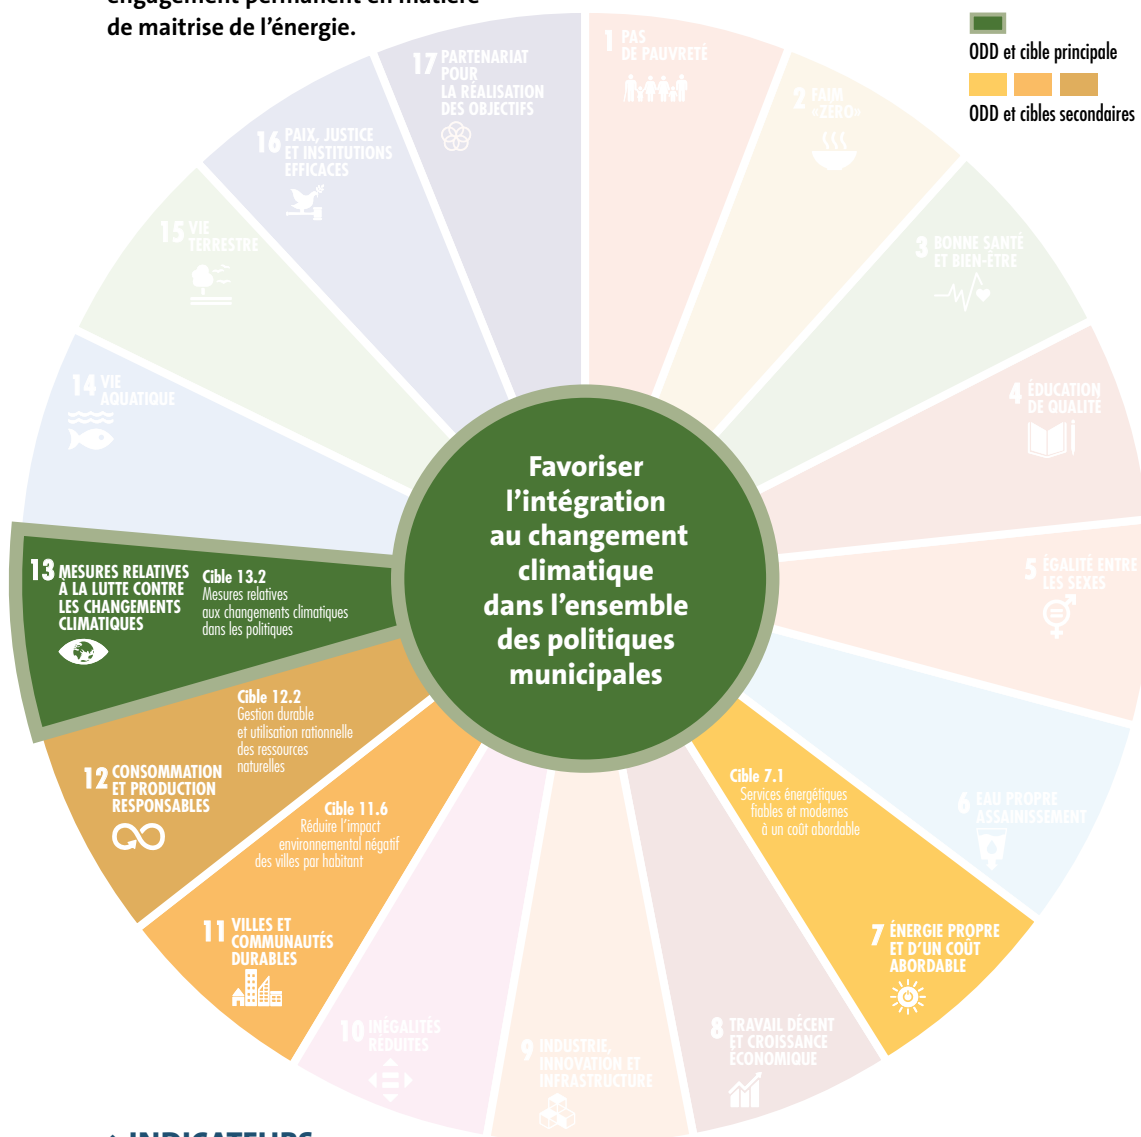 engagement permanent en matière
de maitrise de l'énergie.
ODD et cible principale
ODD et cibles secondaires
1 PAS
DE PAUVRETÉ
2 FAIM
«ZÉRO»
3 BONNE SANTÉ
ET BIEN-ÊTRE
4 ÉDUCATION
DE QUALITÉ
5 ÉGALITÉ ENTRE
LES SEXES
6 EAU PROPRE
ASSAINISSEMENT
Cible 7.1
Services énergétiques
fiables et modernes
à un coût abordable
7 ÉNERGIE PROPRE
ET D'UN COÛT
ABORDABLE
8 TRAVAIL DÉCENT
ET CROISSANCE
ÉCONOMIQUE
9 INDUSTRIE,
INNOVATION ET
INFRASTRUCTURE
10 INÉGALITÉS
RÉDUITES
Cible 11.6
Réduire l'impact
environnemental négatif
des villes par habitant
11 VILLES ET
COMMUNAUTÉS
DURABLES
Cible 12.2
Gestion durable
et utilisation rationnelle
des ressources
naturelles
12 CONSOMMATION
ET PRODUCTION
RESPONSABLES
13 MESURES RELATIVES
À LA LUTTE CONTRE
LES CHANGEMENTS
CLIMATIQUES
Cible 13.2
Mesures relatives
aux changements climatiques
dans les politiques
14 VIE
AQUATIQUE
15 VIE
TERRESTRE
16 PAIX, JUSTICE
ET INSTITUTIONS
EFFICACES
17 PARTENARIAT
POUR
LA RÉALISATION
DES OBJECTIFS
Favoriser
l'intégration
au changement
climatique
dans l'ensemble
des politiques
municipales
INDICATEURS